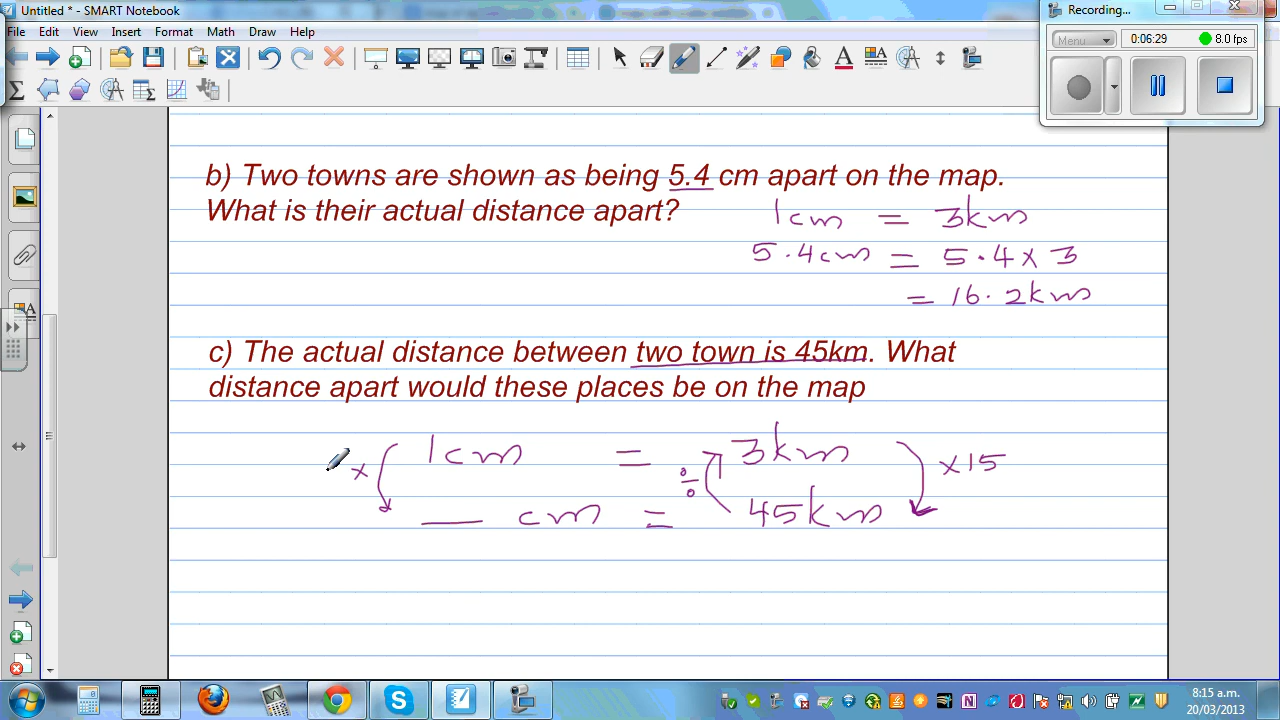 Untitled * - SMART Notebook
Recording...
File Edit View Insert Format Math Draw Help
Menu 0:06:29 8.0 fps
b) Two towns are shown as being 5.4 cm apart on the map.
What is their actual distance apart?
1cm = 3km
5.4cm = 5.4 x 3
= 16.2km
c) The actual distance between two town is 45km. What
distance apart would these places be on the map
x 1cm = ÷ 3km x15
__ cm = 45km
8:15 a.m.
20/03/2013